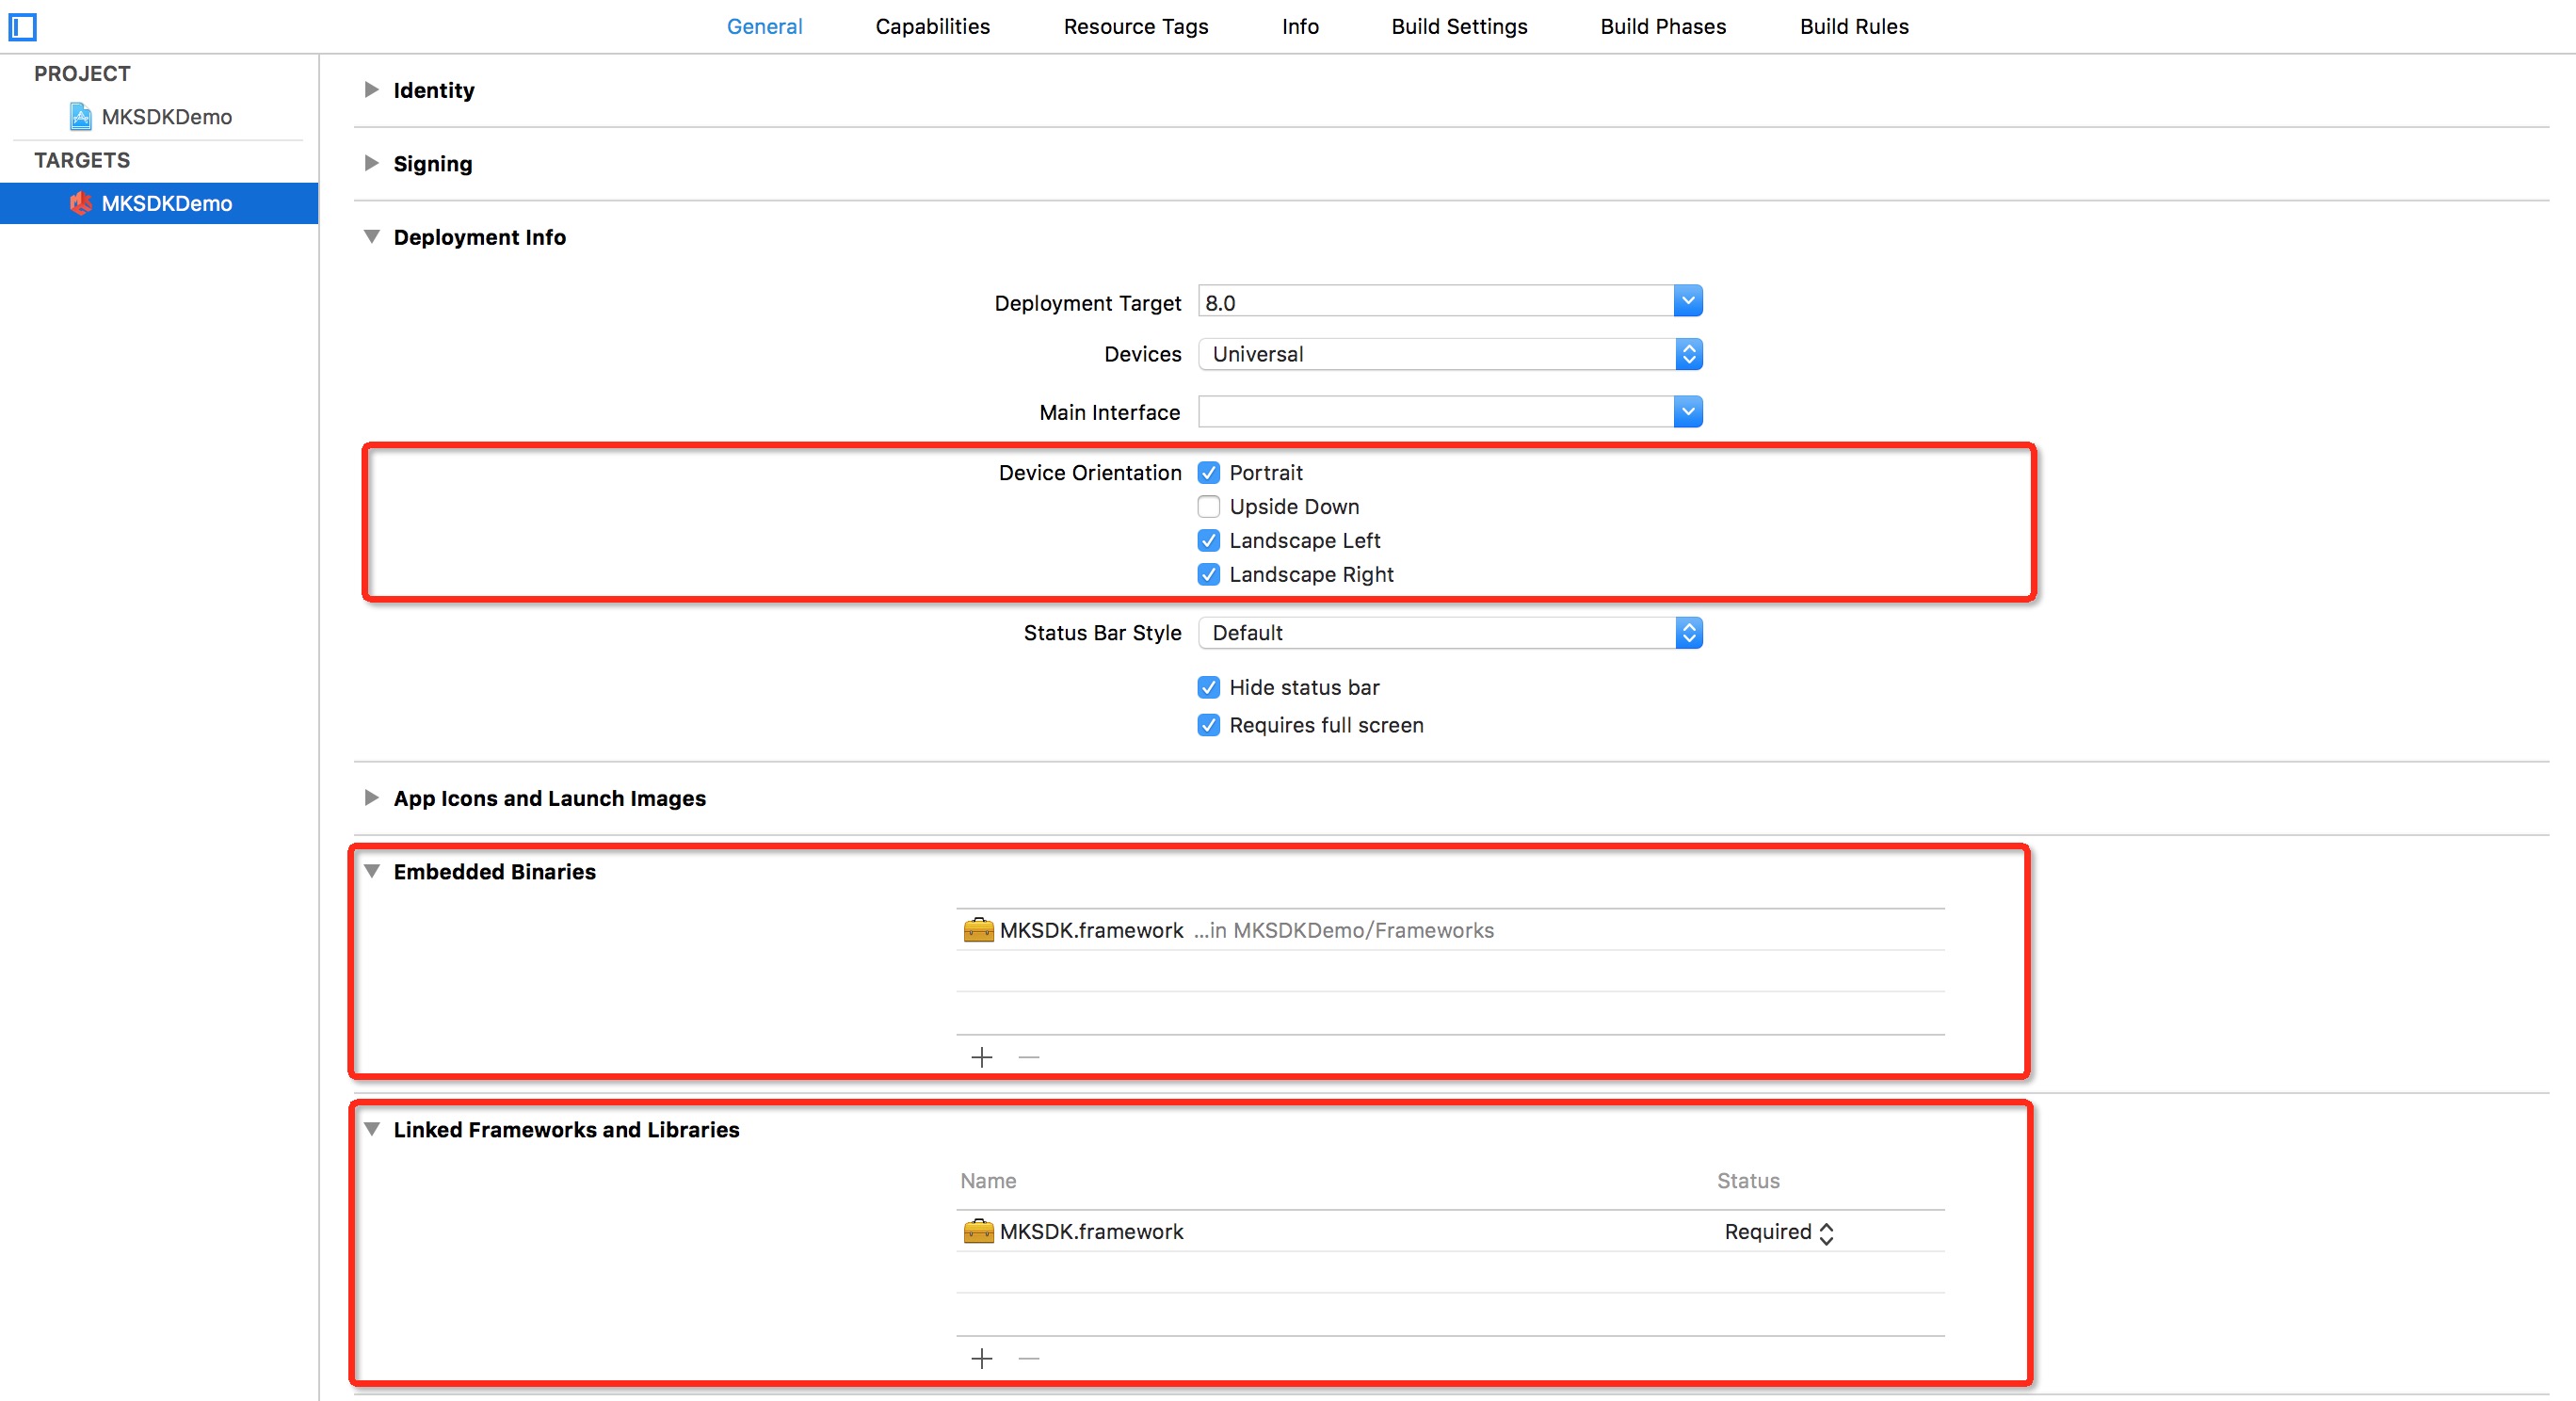 General Capabilities Resource Tags Info Build Settings Build Phases Build Rules
PROJECT
MKSDKDemo
TARGETS
MKSDKDemo
Identity
Signing
Deployment Info
Deployment Target 8.0
Devices Universal
Main Interface
Device Orientation Portrait
Upside Down
Landscape Left
Landscape Right
Status Bar Style Default
Hide status bar
Requires full screen
App Icons and Launch Images
Embedded Binaries
MKSDK.framework ...in MKSDKDemo/Frameworks
Linked Frameworks and Libraries
Name Status
MKSDK.framework Required